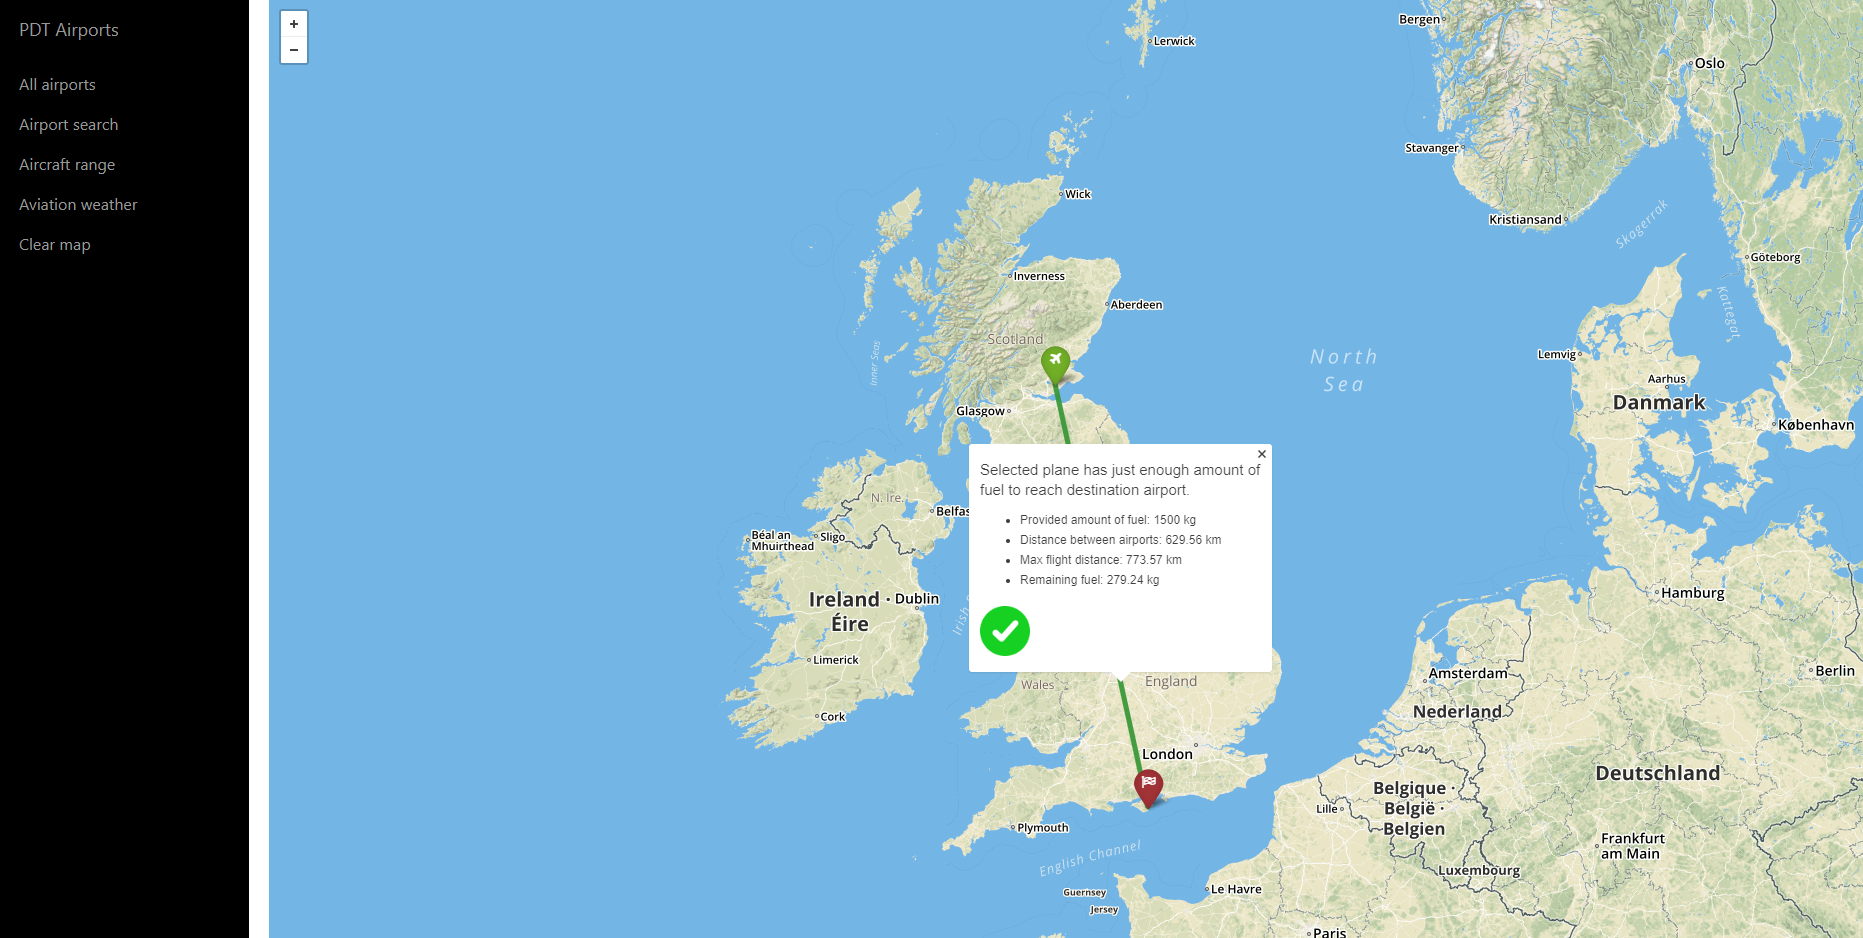 PDT Airports
All airports
Airport search
Aircraft range
Aviation weather
Clear map
+
−
Bergen
Lerwick
Oslo
Stavanger
Wick
Kristiansand
Skagerrak
Göteborg
Inverness
Aberdeen
Kattegat
Scotland
Inner Seas
North
Sea
Lemvig
Aarhus
Danmark
Glasgow
København
×
Selected plane has just enough amount of
fuel to reach destination airport.
• Provided amount of fuel: 1500 kg
• Distance between airports: 629.56 km
• Max flight distance: 773.57 km
• Remaining fuel: 279.24 kg
N. Ire.
Belfas
Béal an
Mhuirthead
Sligo
Ireland ·
Éire
Dublin
Irish
Hamburg
Limerick
Cork
Wales
England
Amsterdam
Berlin
Nederland
London
Deutschland
Belgique ·
België ·
Belgien
Lille
Plymouth
Frankfurt
am Main
English Channel
Luxembourg
Guernsey
Le Havre
Jersey
Paris